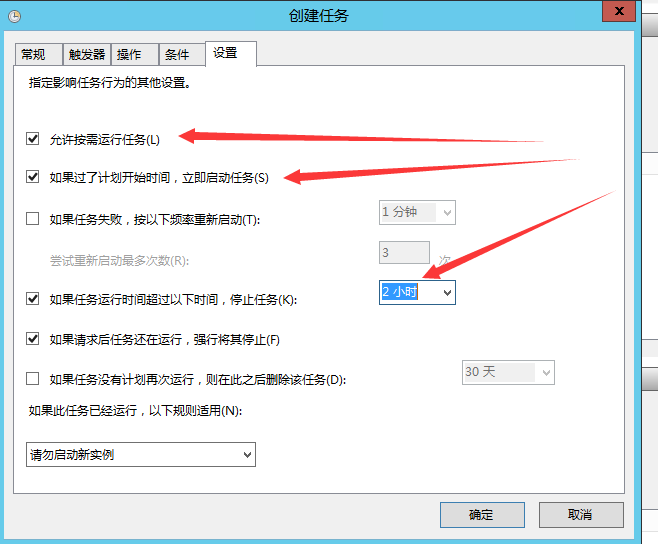 创建任务
x
常规 触发器 操作 条件 设置
指定影响任务行为的其他设置。
允许按需运行任务(L)
如果过了计划开始时间，立即启动任务(S)
如果任务失败，按以下频率重新启动(T): 1 分钟
尝试重新启动最多次数(R): 3 次
如果任务运行时间超过以下时间，停止任务(K): 2 小时
如果请求后任务还在运行，强行将其停止(F)
如果任务没有计划再次运行，则在此之后删除该任务(D): 30 天
如果此任务已经运行，以下规则适用(N):
请勿启动新实例
确定 取消